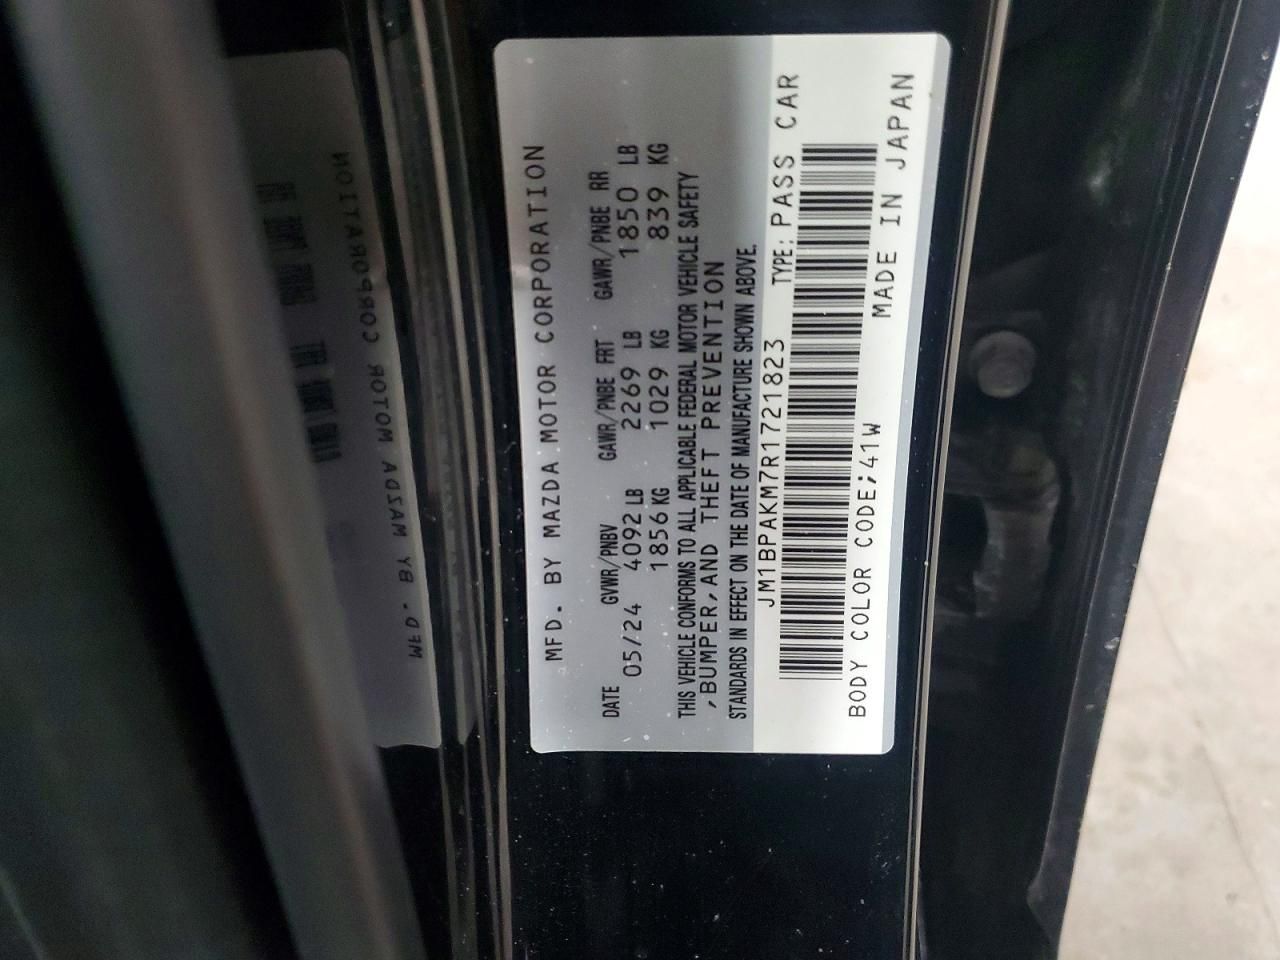 MFD. BY MAZDA MOTOR CORPORATION
DATE GVWR/PNBV GAWR/PNBE FRT GAWR/PNBE RR
05/24 4092 LB 2269 LB 1850 LB
1856 KG 1029 KG 839 KG
THIS VEHICLE CONFORMS TO ALL APPLICABLE FEDERAL MOTOR VEHICLE SAFETY
,BUMPER,AND THEFT PREVENTION
STANDARDS IN EFFECT ON THE DATE OF MANUFACTURE SHOWN ABOVE.
JM1BPAKM7R1721823 TYPE: PASS CAR
BODY COLOR CODE;41W MADE IN JAPAN
MFD. BY MAZDA MOTOR CORPORATION